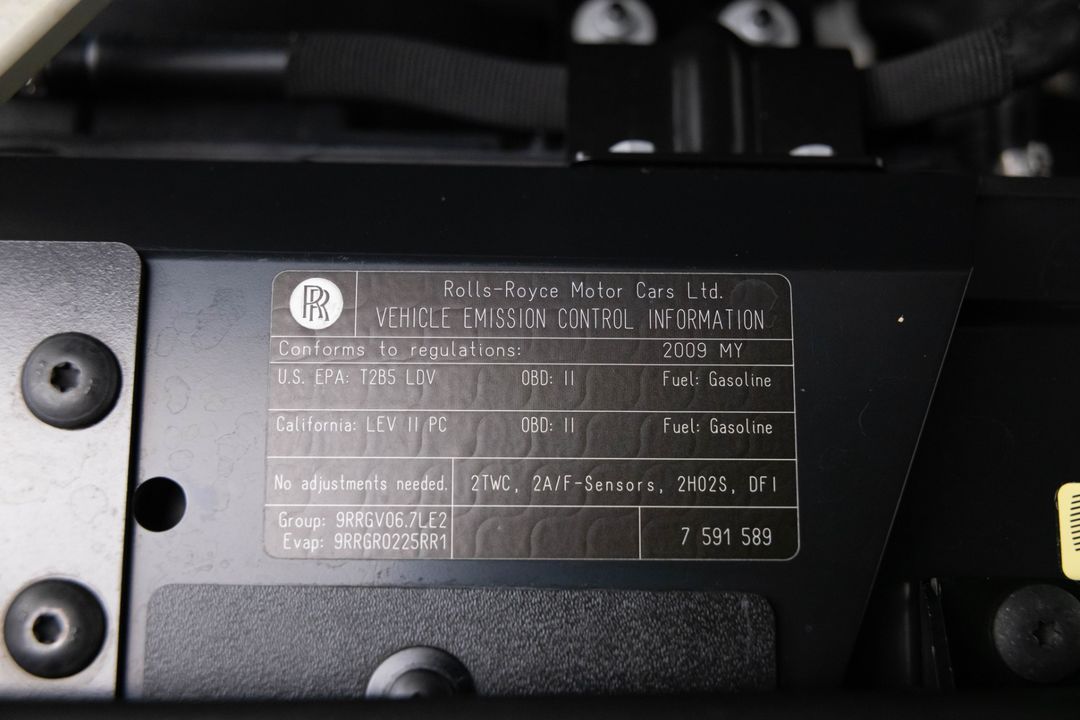 RR
Rolls-Royce Motor Cars Ltd.
VEHICLE EMISSION CONTROL INFORMATION
Conforms to regulations: 2009 MY
U.S. EPA: T2B5 LDV OBD: II Fuel: Gasoline
California: LEV II PC OBD: II Fuel: Gasoline
No adjustments needed. 2TWC, 2A/F-Sensors, 2HO2S, DFI
Group: 9RRGV06.7LE2
Evap: 9RRGR0225RR1
7 591 589